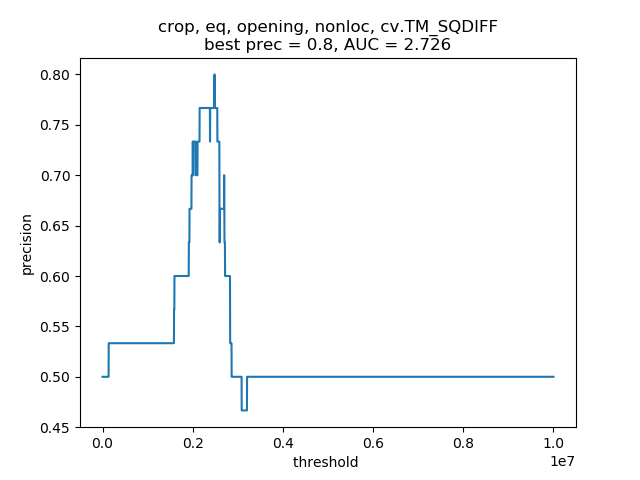 crop, eq, opening, nonloc, cv.TM_SQDIFF
best prec = 0.8, AUC = 2.726
0.80
0.75
0.70
0.65
0.60
0.55
0.50
0.45
precision
0.0
0.2
0.4
0.6
0.8
1.0
1e7
threshold